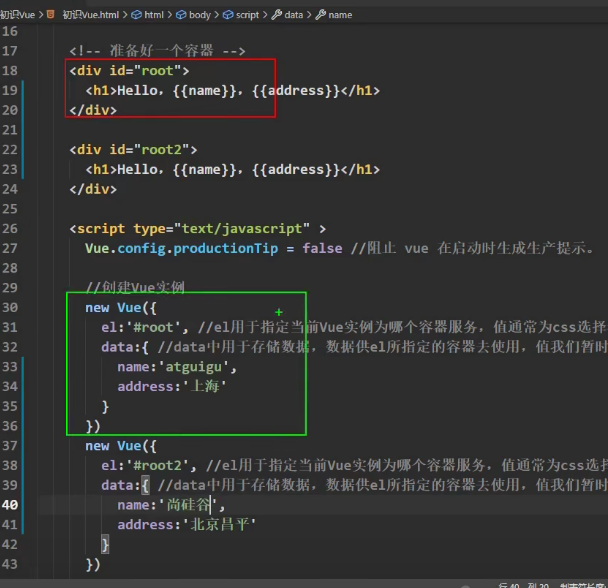 初识Vue > 初识Vue.html > html > body > script > data > name
16
17 <!-- 准备好一个容器 -->
18 <div id="root">
19 <h1>Hello，{{name}}，{{address}}</h1>
20 </div>
21
22 <div id="root2">
23 <h1>Hello，{{name}}，{{address}}</h1>
24 </div>
25
26 <script type="text/javascript" >
27 Vue.config.productionTip = false //阻止 vue 在启动时生成生产提示。
28
29 //创建Vue实例
30 new Vue({
31 el:'#root', //el用于指定当前Vue实例为哪个容器服务，值通常为css选择
32 data:{ //data中用于存储数据，数据供el所指定的容器去使用，值我们暂时
33 name:'atguigu',
34 address:'上海'
35 }
36 })
37 new Vue({
38 el:'#root2', //el用于指定当前Vue实例为哪个容器服务，值通常为css选择
39 data:{ //data中用于存储数据，数据供el所指定的容器去使用，值我们暂时
40 name:'尚硅谷',
41 address:'北京昌平'
42 }
43 })
行 40，列 20 制表符长度: